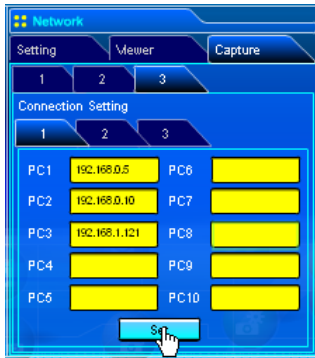 Network
Setting Viewer Capture
1 2 3
Connection Setting
1 2 3
PC1 192.168.0.5 PC6
PC2 192.168.0.10 PC7
PC3 192.168.1.121 PC8
PC4 PC9
PC5 PC10